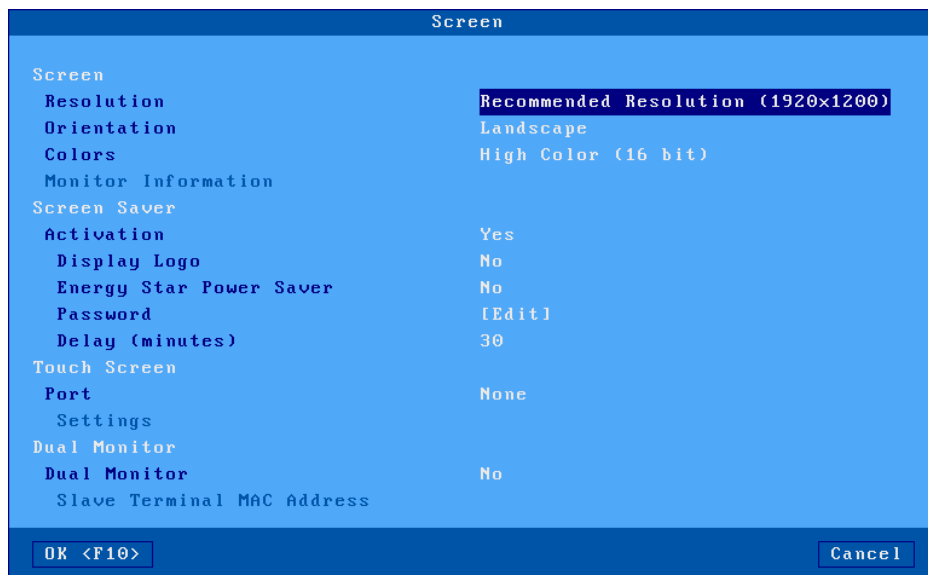 Screen
Screen
Resolution Recommended Resolution (1920x1200)
Orientation Landscape
Colors High Color (16 bit)
Monitor Information
Screen Saver
Activation Yes
Display Logo No
Energy Star Power Saver No
Password [Edit]
Delay (minutes) 30
Touch Screen
Port None
Settings
Dual Monitor
Dual Monitor No
Slave Terminal MAC Address
OK <F10> Cancel